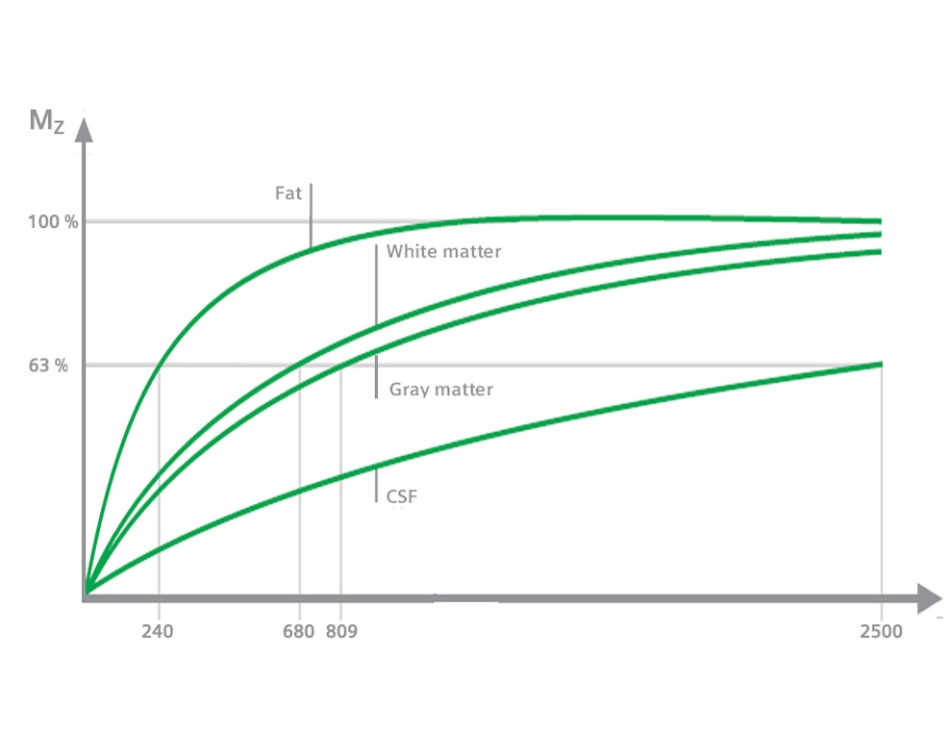 Mz
Fat
100 %
White matter
63 %
Gray matter
CSF
240 680 809 2500